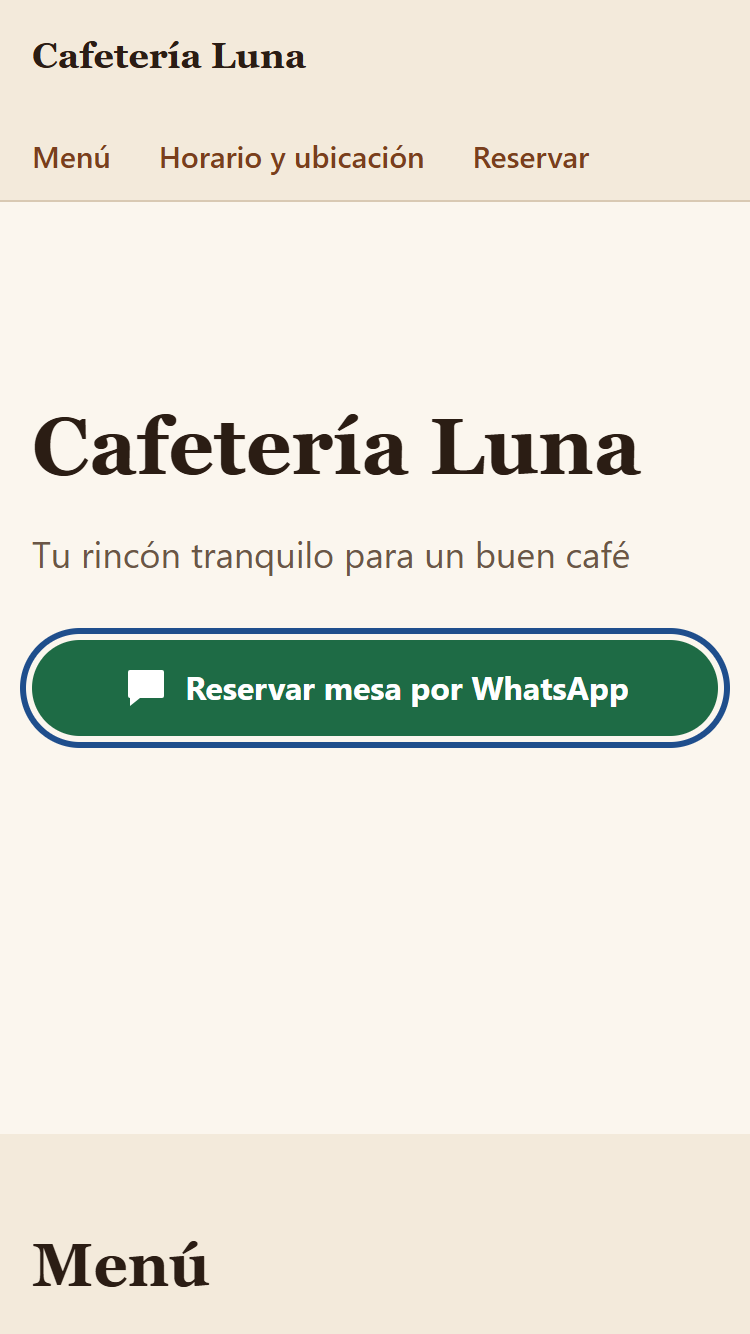 Cafetería Luna
Menú Horario y ubicación Reservar
Cafetería Luna
Tu rincón tranquilo para un buen café
Reservar mesa por WhatsApp
Menú